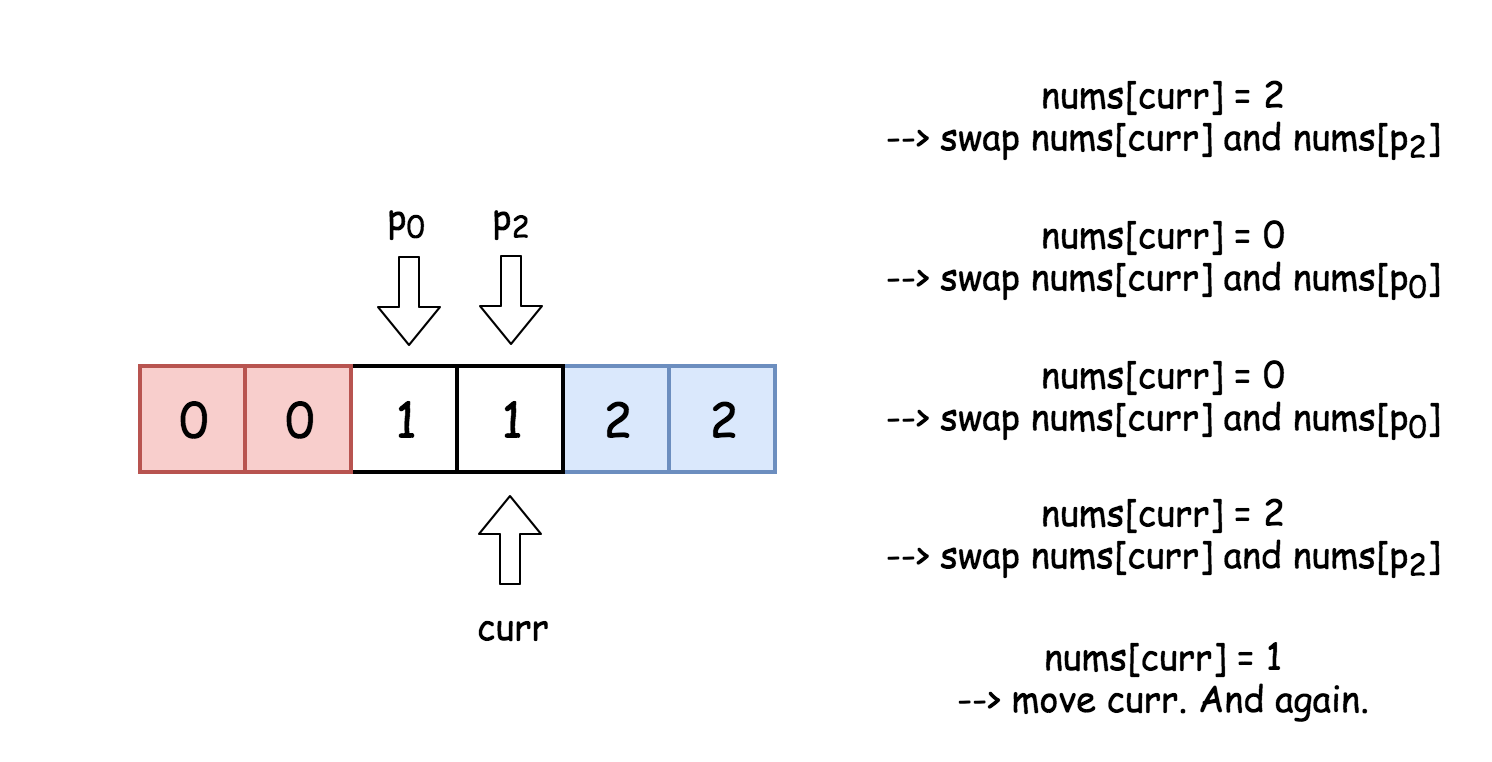 p₀ p₂
0 0 1 1 2 2
curr
nums[curr] = 2
--> swap nums[curr] and nums[p₂]
nums[curr] = 0
--> swap nums[curr] and nums[p₀]
nums[curr] = 0
--> swap nums[curr] and nums[p₀]
nums[curr] = 2
--> swap nums[curr] and nums[p₂]
nums[curr] = 1
--> move curr. And again.